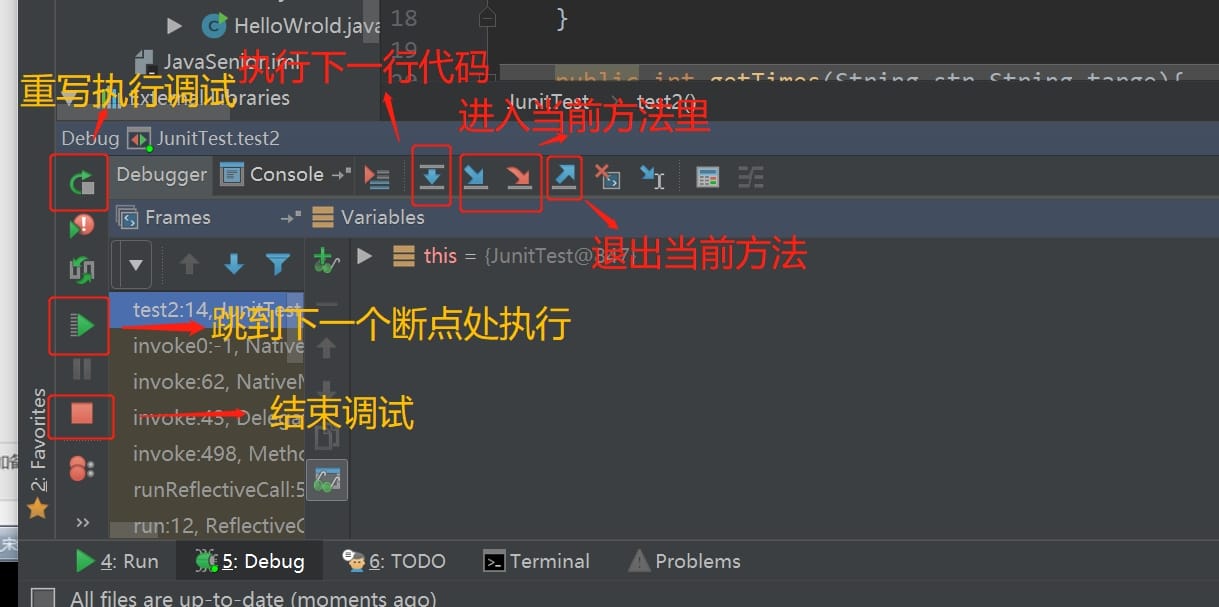 HelloWrold.java
18
}
JavaSenior.iml
19
执行下一行代码
public int getTimes(String str,String targe){
重写执行调试
External Libraries
JunitTest
test2()
进入当前方法里
Debug JunitTest.test2
Debugger Console
Frames
Variables
this = {JunitTest@847}
退出当前方法
test2:14, JunitTest
跳到下一个断点处执行
invoke0:-1, Native
invoke:62, NativeM
结束调试
invoke:43, Delega
invoke:498, Metho
runReflectiveCall:5
run:12, ReflectiveC
2: Favorites
4: Run 5: Debug 6: TODO Terminal Problems
All files are up-to-date (moments ago)